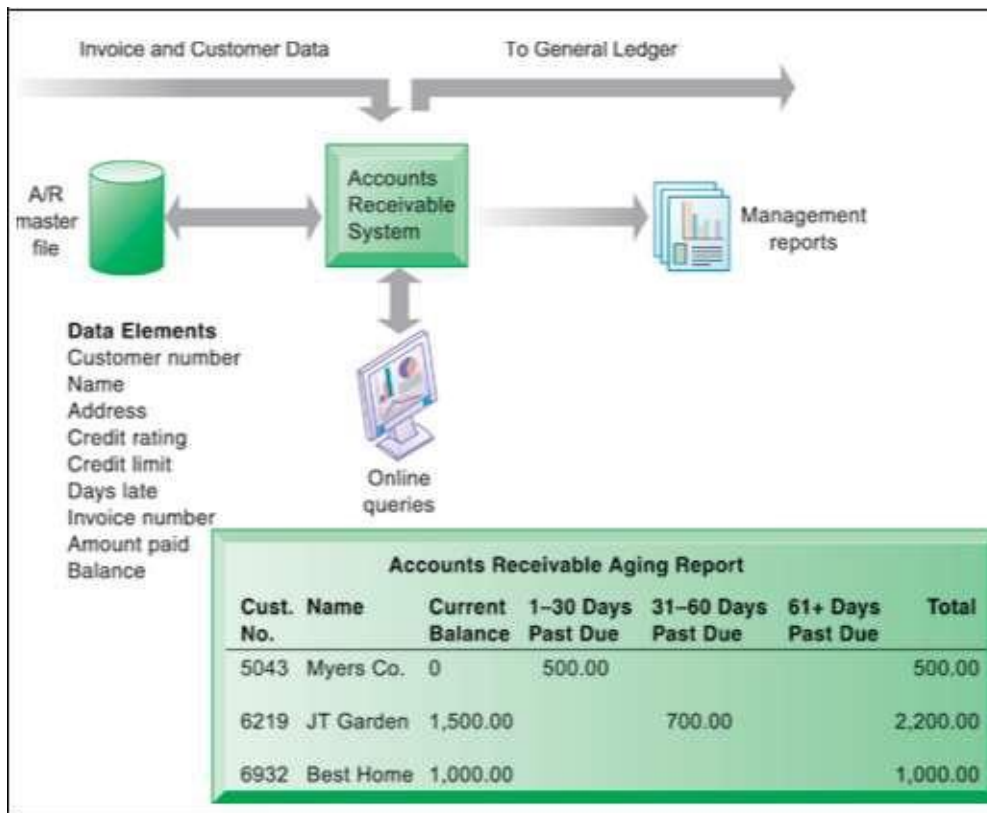 Invoice and Customer Data
To General Ledger
A/R
master
file
Accounts
Receivable
System
Management
reports
Data Elements
Customer number
Name
Address
Credit rating
Credit limit
Days late
Invoice number
Amount paid
Balance
Online
queries
Accounts Receivable Aging Report
Cust. Name Current 1–30 Days 31–60 Days 61+ Days Total
No. Balance Past Due Past Due Past Due
5043 Myers Co. 0 500.00 500.00
6219 JT Garden 1,500.00 700.00 2,200.00
6932 Best Home 1,000.00 1,000.00